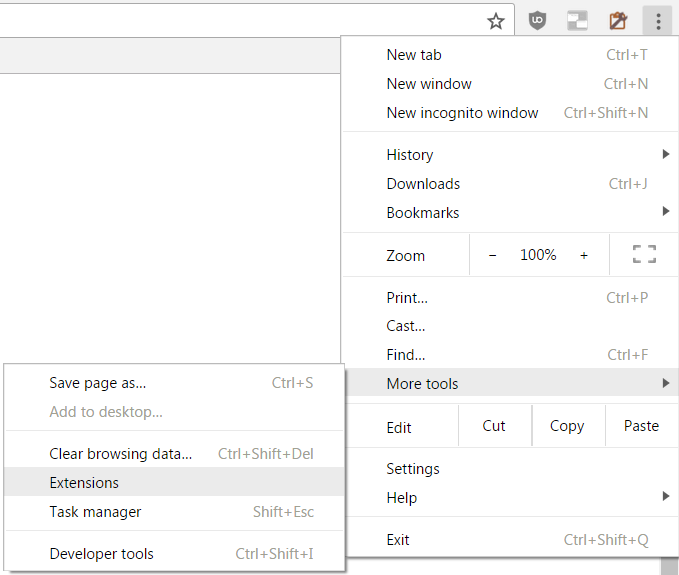 New tab Ctrl+T
New window Ctrl+N
New incognito window Ctrl+Shift+N
History
Downloads Ctrl+J
Bookmarks
Zoom − 100% +
Print... Ctrl+P
Cast...
Find... Ctrl+F
More tools
Edit Cut Copy Paste
Settings
Help
Exit Ctrl+Shift+Q
Save page as... Ctrl+S
Add to desktop...
Clear browsing data... Ctrl+Shift+Del
Extensions
Task manager Shift+Esc
Developer tools Ctrl+Shift+I